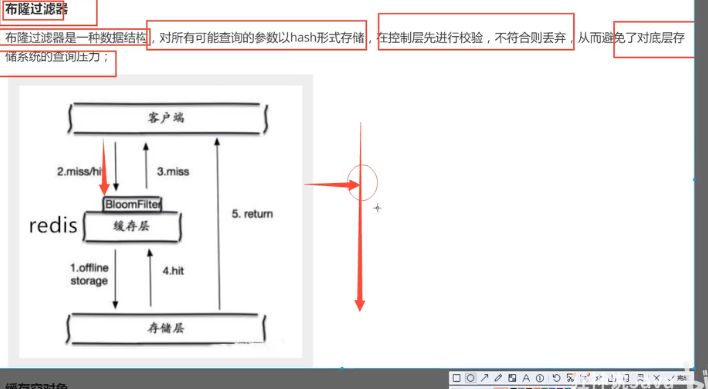 布隆过滤器
布隆过滤器是一种数据结构，对所有可能查询的参数以hash形式存储，在控制层先进行校验，不符合则丢弃，从而避免了对底层存
储系统的查询压力；
客户端
2.miss/hit
3.miss
BloomFilter
redis
缓存层
5. return
1.offline
storage
4.hit
存储层
缓存空对象